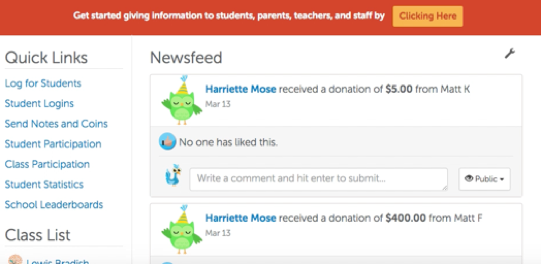 Get started giving information to students, parents, teachers, and staff by Clicking Here
Quick Links
Log for Students
Student Logins
Send Notes and Coins
Student Participation
Class Participation
Student Statistics
School Leaderboards
Class List
Lewis Bradish
Newsfeed
Harriette Mose received a donation of $5.00 from Matt K
Mar 13
No one has liked this.
Write a comment and hit enter to submit...
Public
Harriette Mose received a donation of $400.00 from Matt F
Mar 13